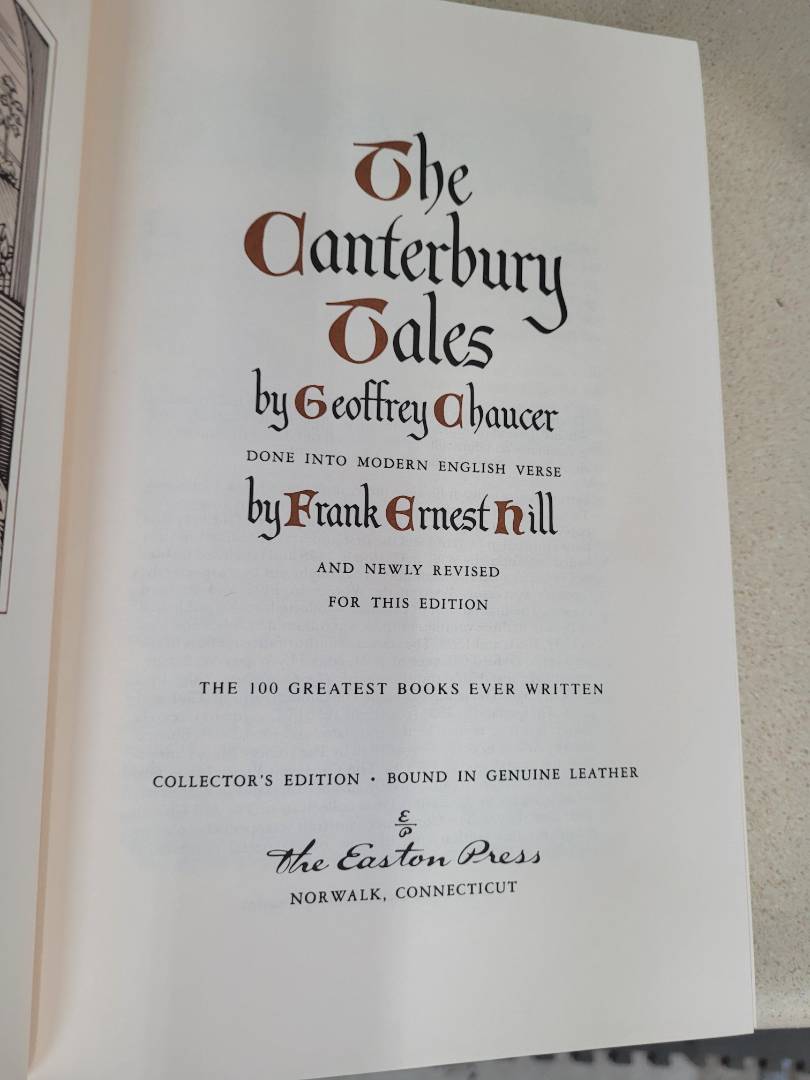 The
Canterbury
Tales
by Geoffrey Chaucer
DONE INTO MODERN ENGLISH VERSE
by Frank Ernest Hill
AND NEWLY REVISED
FOR THIS EDITION
THE 100 GREATEST BOOKS EVER WRITTEN
COLLECTOR'S EDITION • BOUND IN GENUINE LEATHER
E
P
The Easton Press
NORWALK, CONNECTICUT